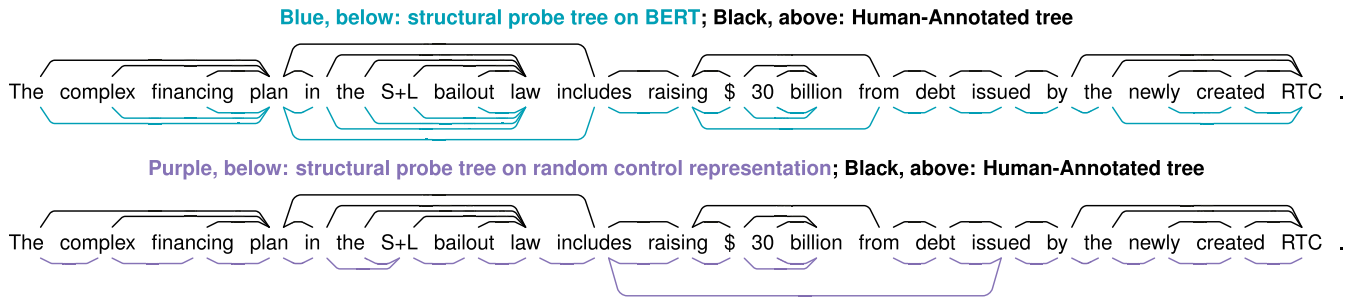 Blue, below: structural probe tree on BERT; Black, above: Human-Annotated tree
The complex financing plan in the S+L bailout law includes raising $ 30 billion from debt issued by the newly created RTC .
Purple, below: structural probe tree on random control representation; Black, above: Human-Annotated tree
The complex financing plan in the S+L bailout law includes raising $ 30 billion from debt issued by the newly created RTC .